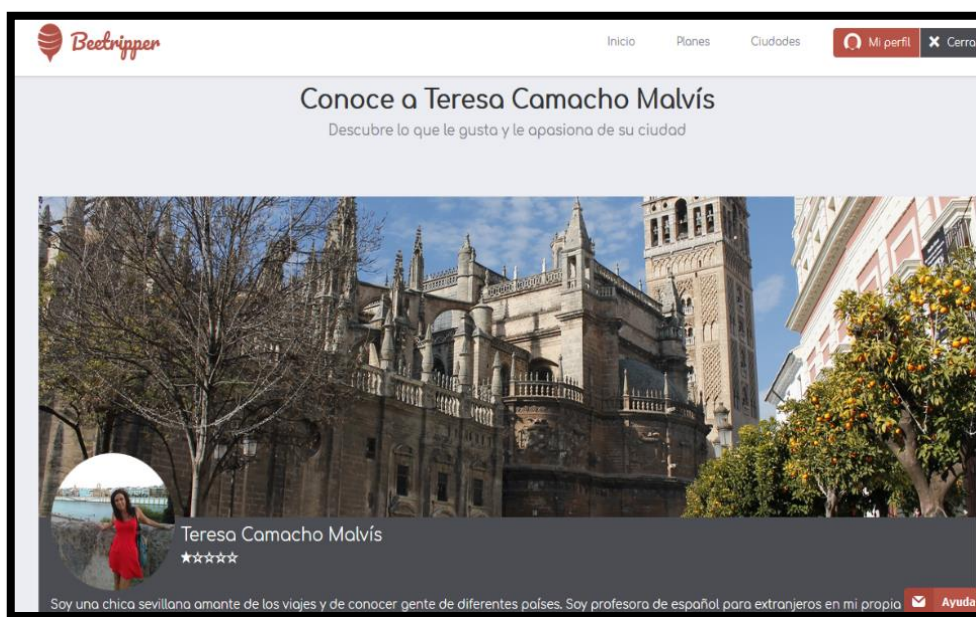 Beetripper
Inicio Planes Ciudades Mi perfil Cerra
Conoce a Teresa Camacho Malvís
Descubre lo que le gusta y le apasiona de su ciudad
Teresa Camacho Malvís
Soy una chica sevillana amante de los viajes y de conocer gente de diferentes países. Soy profesora de español para extranjeros en mi propia
Ayuda